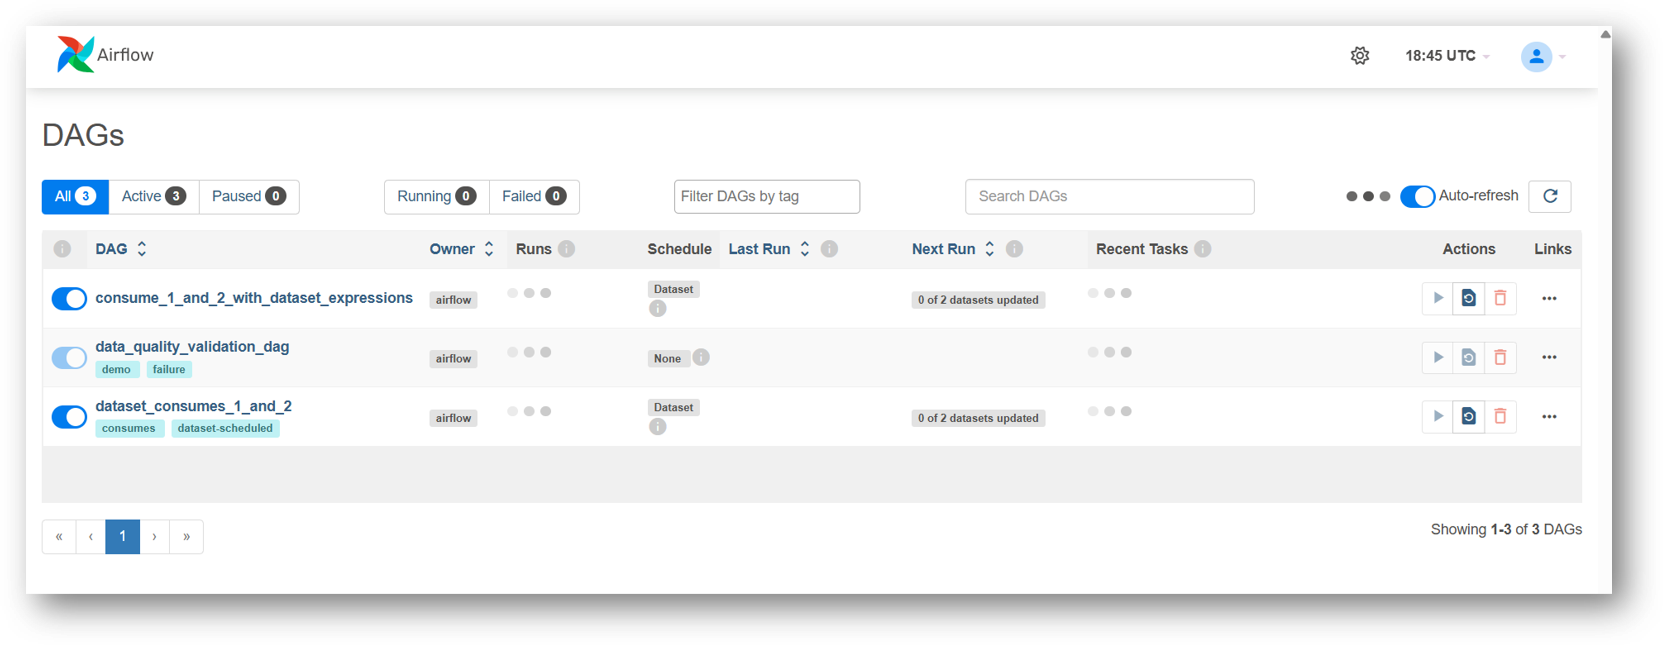 Airflow
18:45 UTC
DAGs
All 3 Active 3 Paused 0 Running 0 Failed 0 Filter DAGs by tag Search DAGs Auto-refresh
DAG Owner Runs Schedule Last Run Next Run Recent Tasks Actions Links
consume_1_and_2_with_dataset_expressions airflow Dataset 0 of 2 datasets updated
data_quality_validation_dag airflow None
demo failure
dataset_consumes_1_and_2 airflow Dataset 0 of 2 datasets updated
consumes dataset-scheduled
« ‹ 1 › »
Showing 1-3 of 3 DAGs